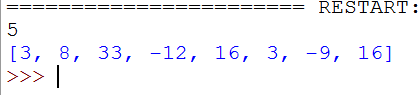 ======================== RESTART:
5
[3, 8, 33, -12, 16, 3, -9, 16]
>>>